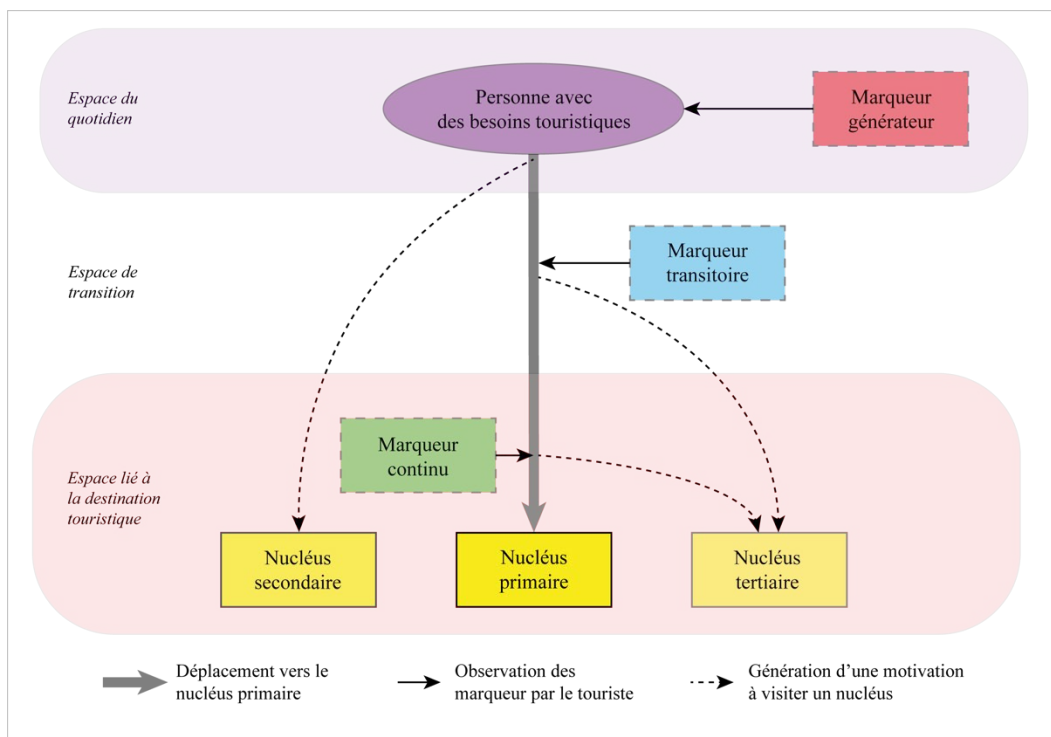 Espace du
quotidien
Personne avec
des besoins touristiques
Marqueur
générateur
Espace de
transition
Marqueur
transitoire
Espace lié à
la destination
touristique
Marqueur
continu
Nucléus
secondaire
Nucléus
primaire
Nucléus
tertiaire
Déplacement vers le
nucléus primaire
Observation des
marqueur par le touriste
Génération d'une motivation
à visiter un nucléus